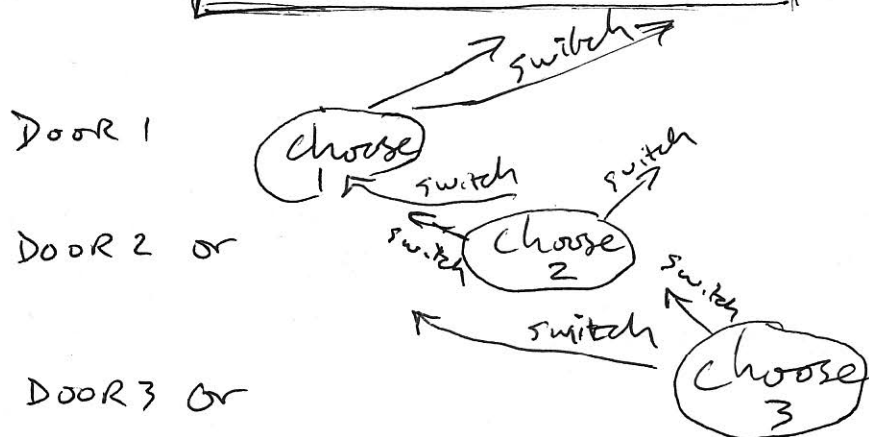 switch
DOOR 1
choose
1
switch
switch
DOOR 2 or
switch
choose
2
switch
switch
DOOR 3 or
choose
3